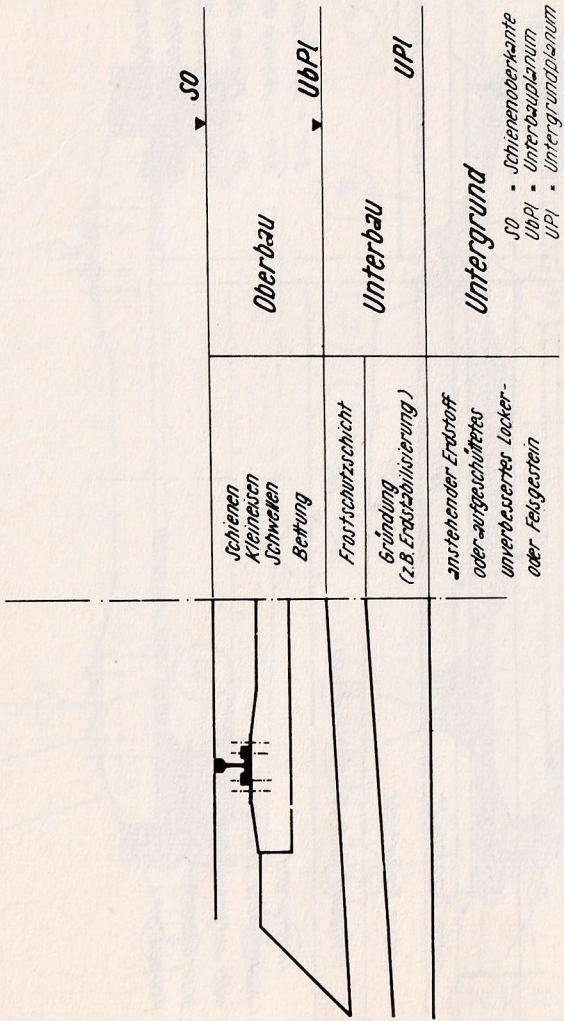 SO
Schienen
Kleineisen
Schwellen
Bettung
Oberbau
UbPl
Frostschutzschicht
Gründung
(z.B. Erdstabilisierung)
Unterbau
UPl
anstehender Erdstoff
oder aufgeschüttetes
unverbessertes Locker-
oder Felsgestein
Untergrund
SO = Schienenoberkante
UbPl = Unterbauplanum
UPl = Untergrundplanum